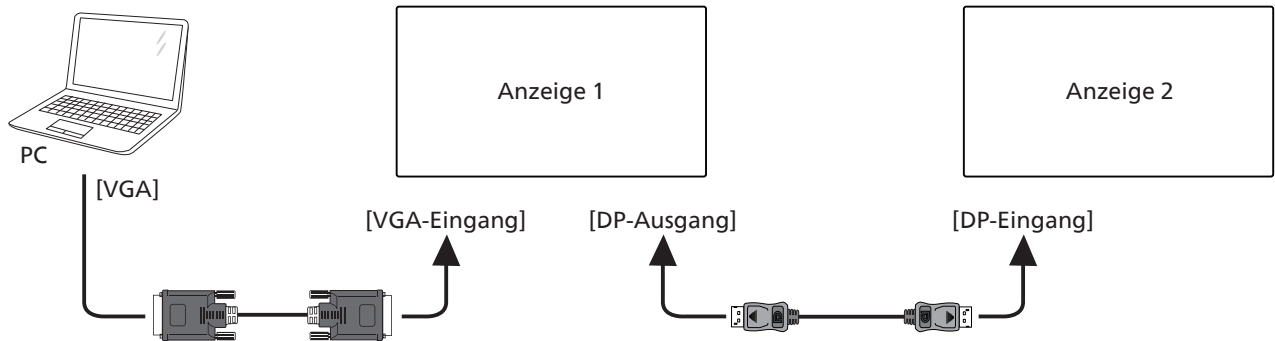 Anzeige 1
Anzeige 2
PC
[VGA]
[VGA-Eingang]
[DP-Ausgang]
[DP-Eingang]